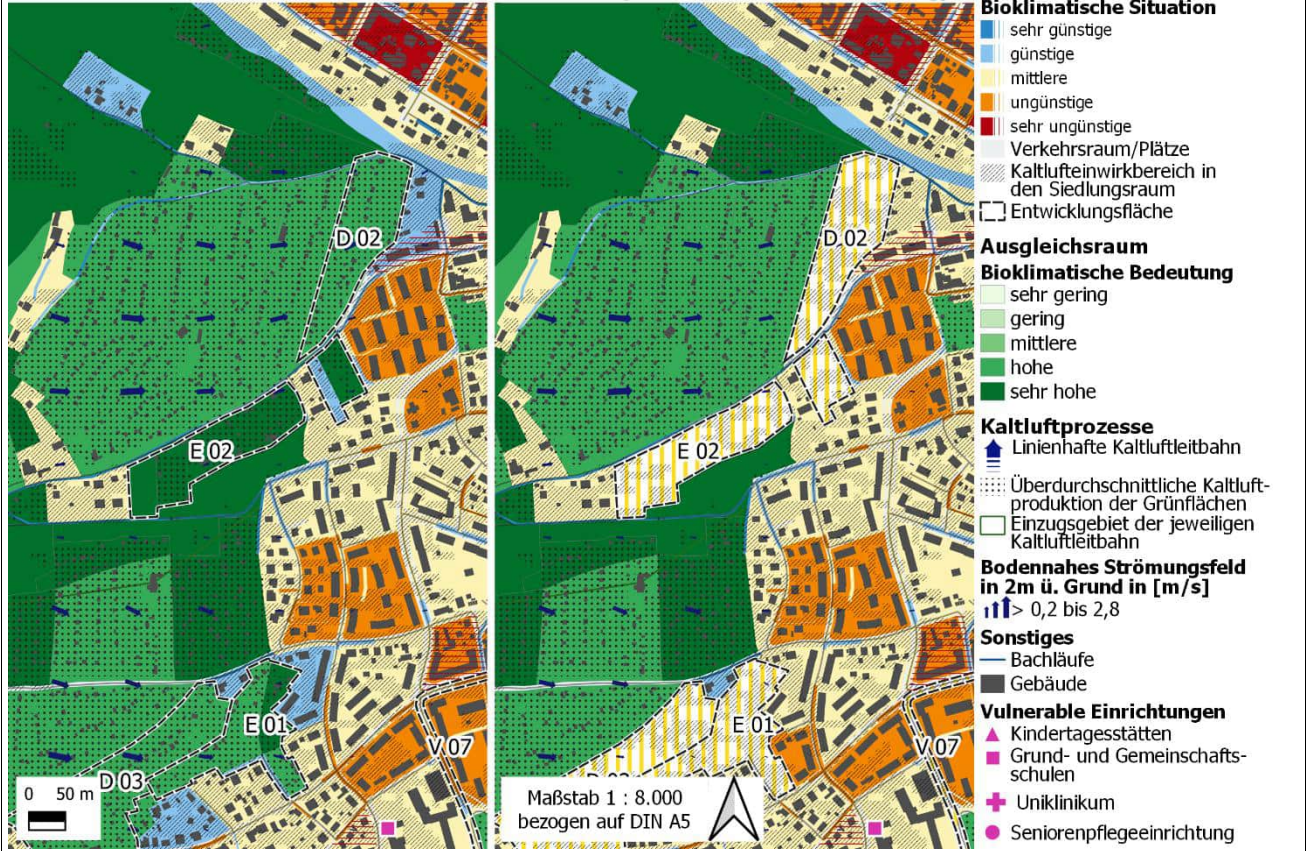 D 02
E 02
E 01
V 07
D 03
0 50 m
D 02
E 02
E 01
V 07
Maßstab 1 : 8.000
bezogen auf DIN A5
Bioklimatische Situation
sehr günstige
günstige
mittlere
ungünstige
sehr ungünstige
Verkehrsraum/Plätze
Kaltlufteinwirkbereich in
den Siedlungsraum
Entwicklungsfläche
Ausgleichsraum
Bioklimatische Bedeutung
sehr gering
gering
mittlere
hohe
sehr hohe
Kaltluftprozesse
Linienhafte Kaltluftleitbahn
Überdurchschnittliche Kaltluft-
produktion der Grünflächen
Einzugsgebiet der jeweiligen
Kaltluftleitbahn
Bodennahes Strömungsfeld
in 2m ü. Grund in [m/s]
> 0,2 bis 2,8
Sonstiges
Bachläufe
Gebäude
Vulnerable Einrichtungen
Kindertagesstätten
Grund- und Gemeinschafts-
schulen
Uniklinikum
Seniorenpflegeeinrichtung